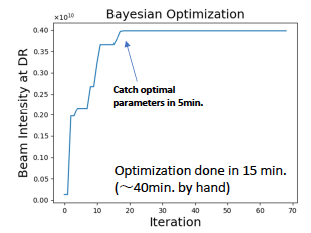 Bayesian Optimization
×10¹⁰
0.40
0.35
0.30
0.25
0.20
0.15
0.10
0.05
0.00
Beam Intensity at DR
Catch optimal
parameters in 5min.
Optimization done in 15 min.
(～40min. by hand)
0 10 20 30 40 50 60 70
Iteration